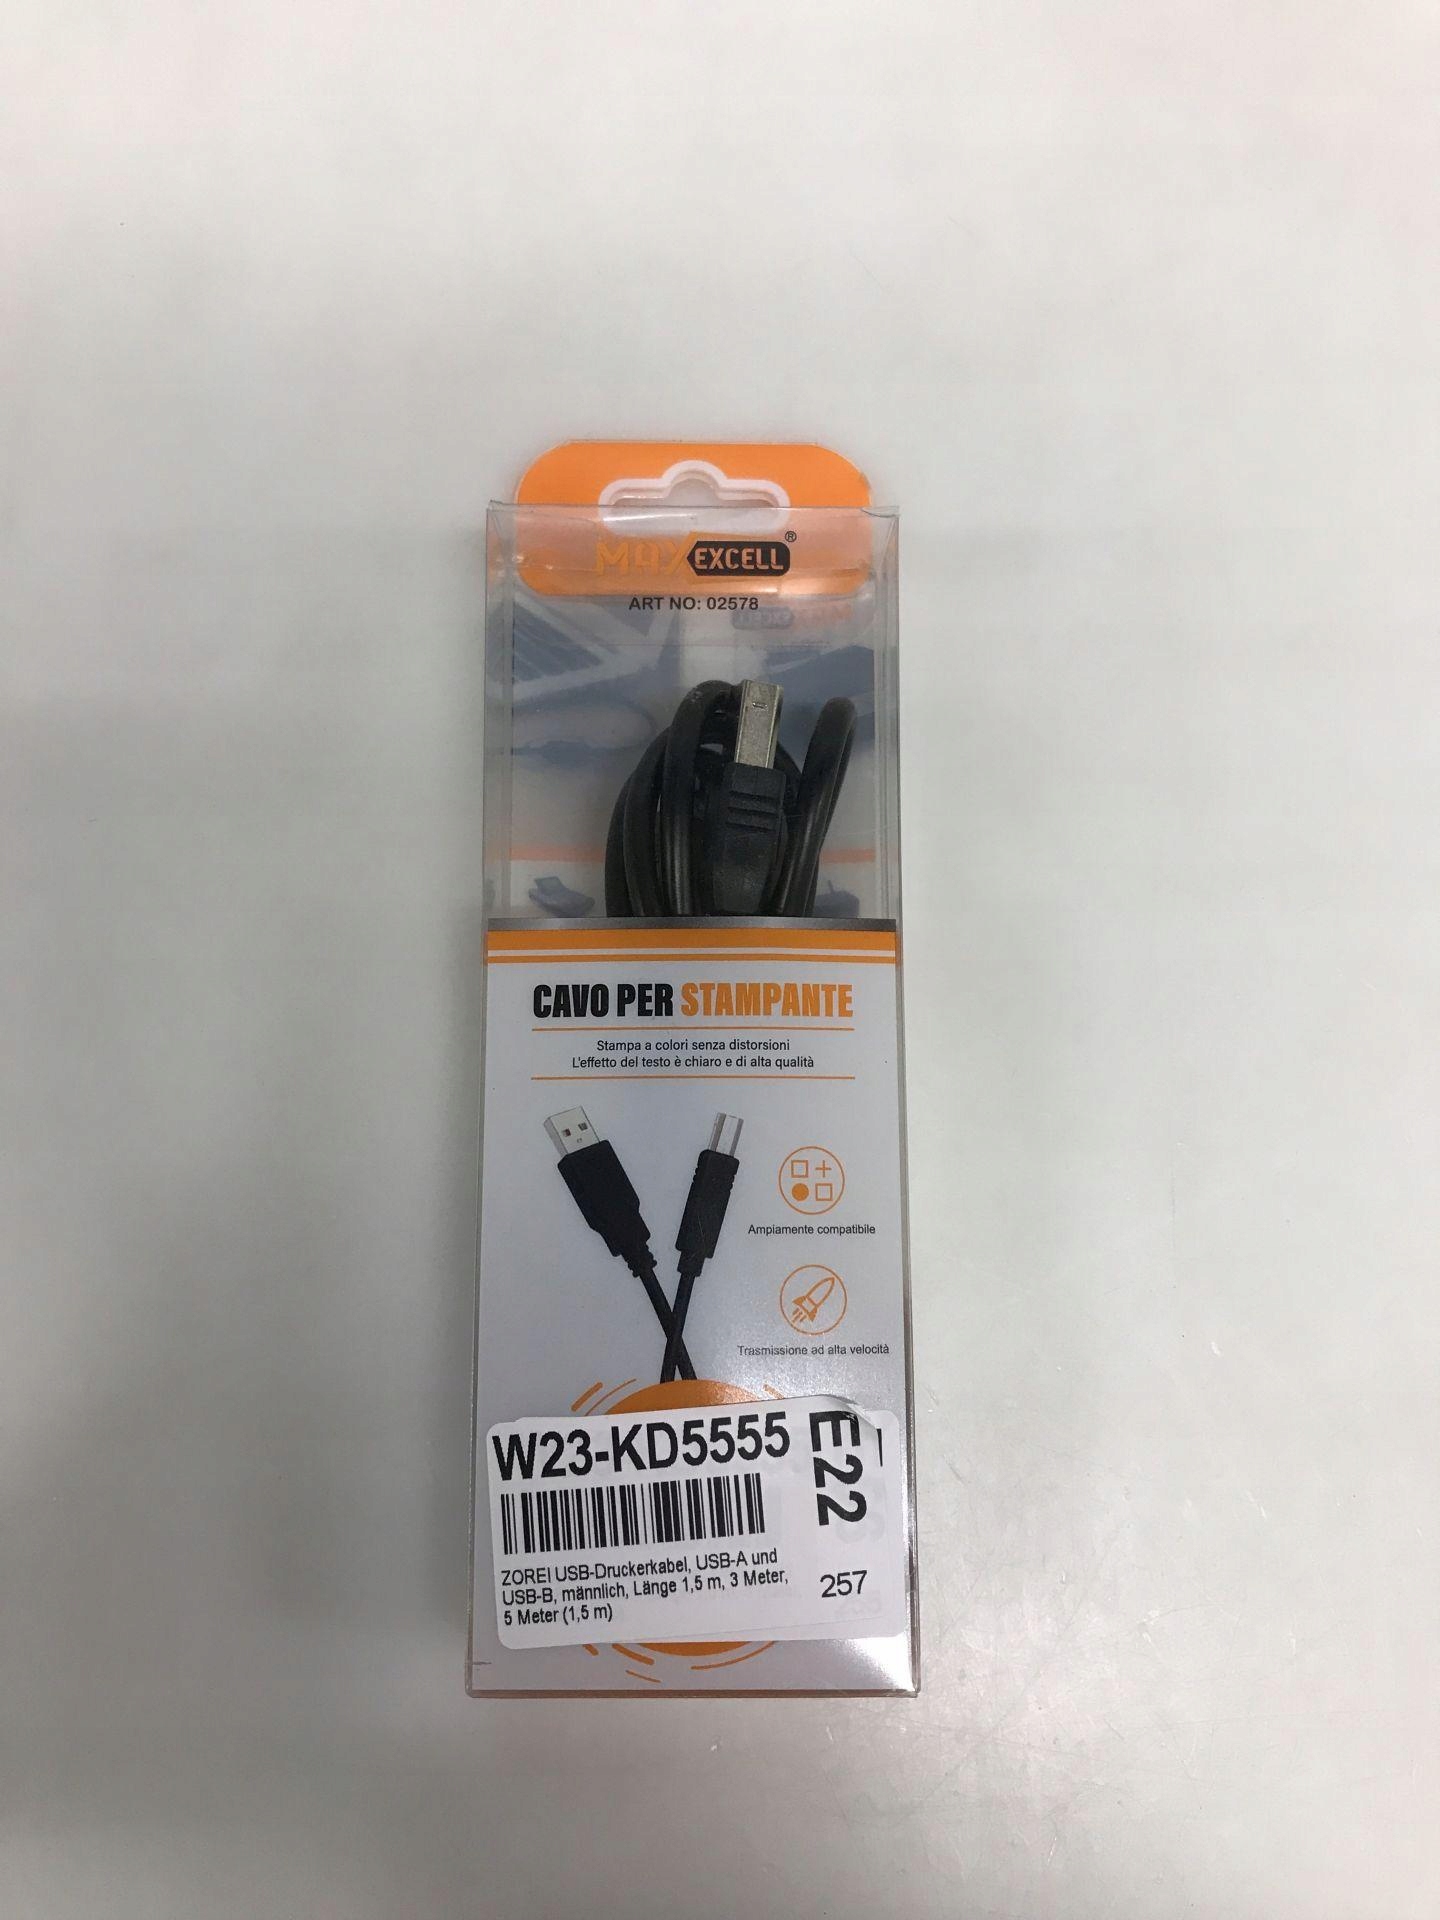 MAXEXCELL®
ART NO: 02578
CAVO PER STAMPANTE
Stampa a colori senza distorsioni
L'effetto del testo è chiaro e di alta qualità
Ampiamente compatibile
Trasmissione ad alta velocità
W23-KD5555
E22
ZOREI USB-Druckerkabel, USB-A und
USB-B, männlich, Länge 1,5 m, 3 Meter,
5 Meter (1,5 m)
257